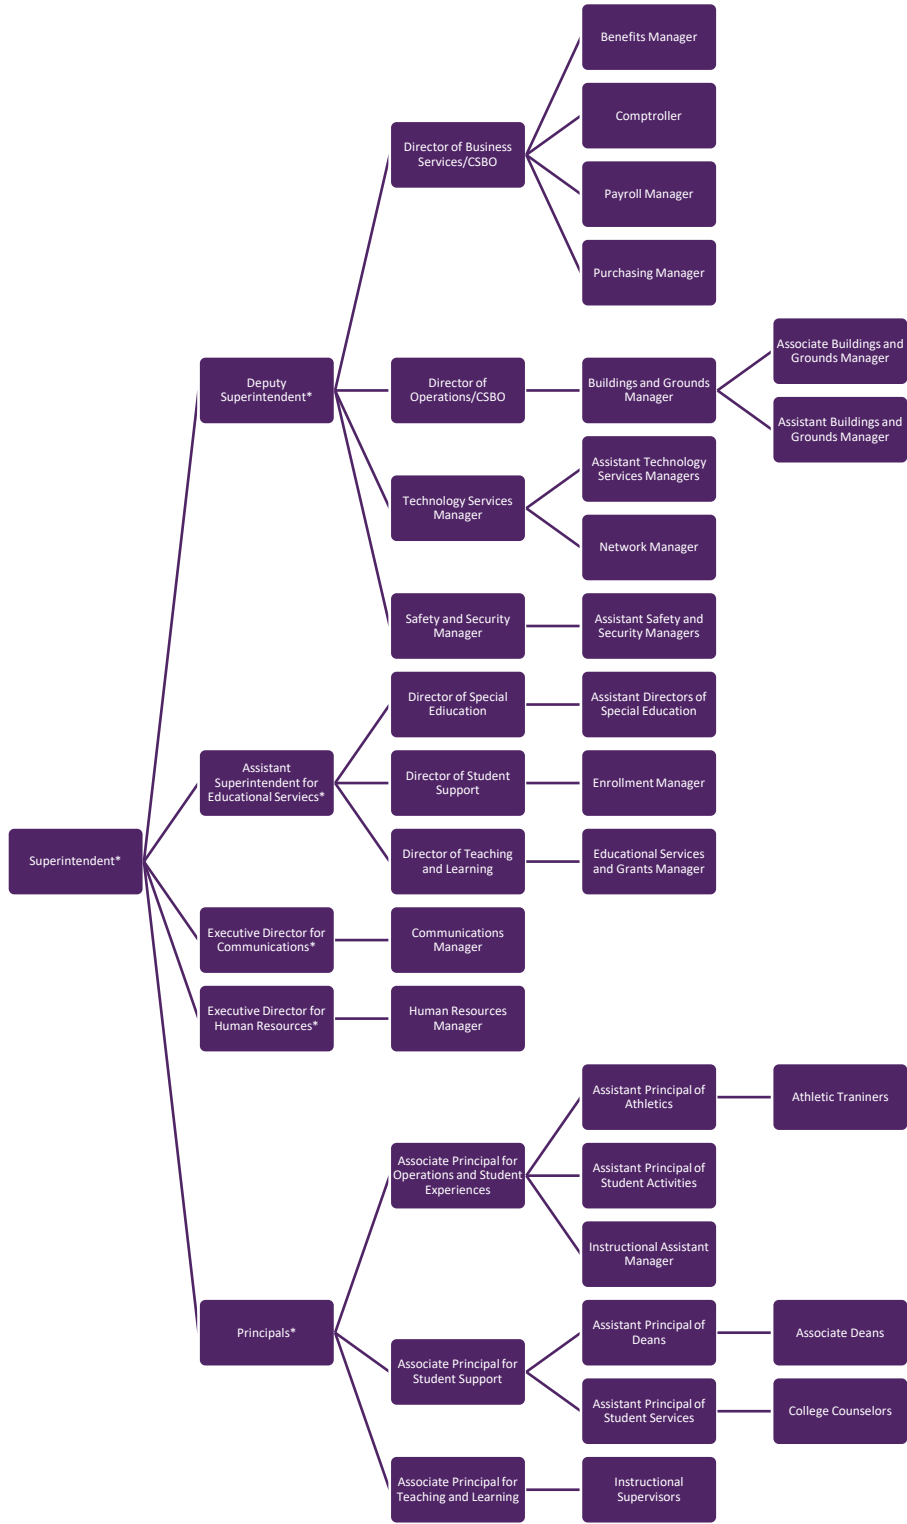 Benefits Manager
Comptroller
Director of Business
Services/CSBO
Payroll Manager
Purchasing Manager
Associate Buildings and
Grounds Manager
Deputy
Superintendent*
Director of
Operations/CSBO
Buildings and Grounds
Manager
Assistant Buildings and
Grounds Manager
Assistant Technology
Services Managers
Technology Services
Manager
Network Manager
Safety and Security
Manager
Assistant Safety and
Security Managers
Director of Special
Ediucation
Assistant Directors of
Special Education
Assistant
Superintendent for
Educational Serviecs*
Director of Student
Support
Enrollment Manager
Superintendent*
Director of Teaching
and Learning
Educational Services
and Grants Manager
Executive Director for
Communications*
Communications
Manager
Executive Director for
Human Resources*
Human Resources
Manager
Assistant Principal of
Athletics
Athletic Traniners
Associate Principal for
Operations and Student
Experiences
Assistant Principal of
Student Activities
Instructional Assistant
Manager
Principals*
Assistant Principal of
Deans
Associate Deans
Associate Principal for
Student Support
Assistant Principal of
Student Services
College Counselors
Associate Principal for
Teaching and Learning
Instructional
Supervisors